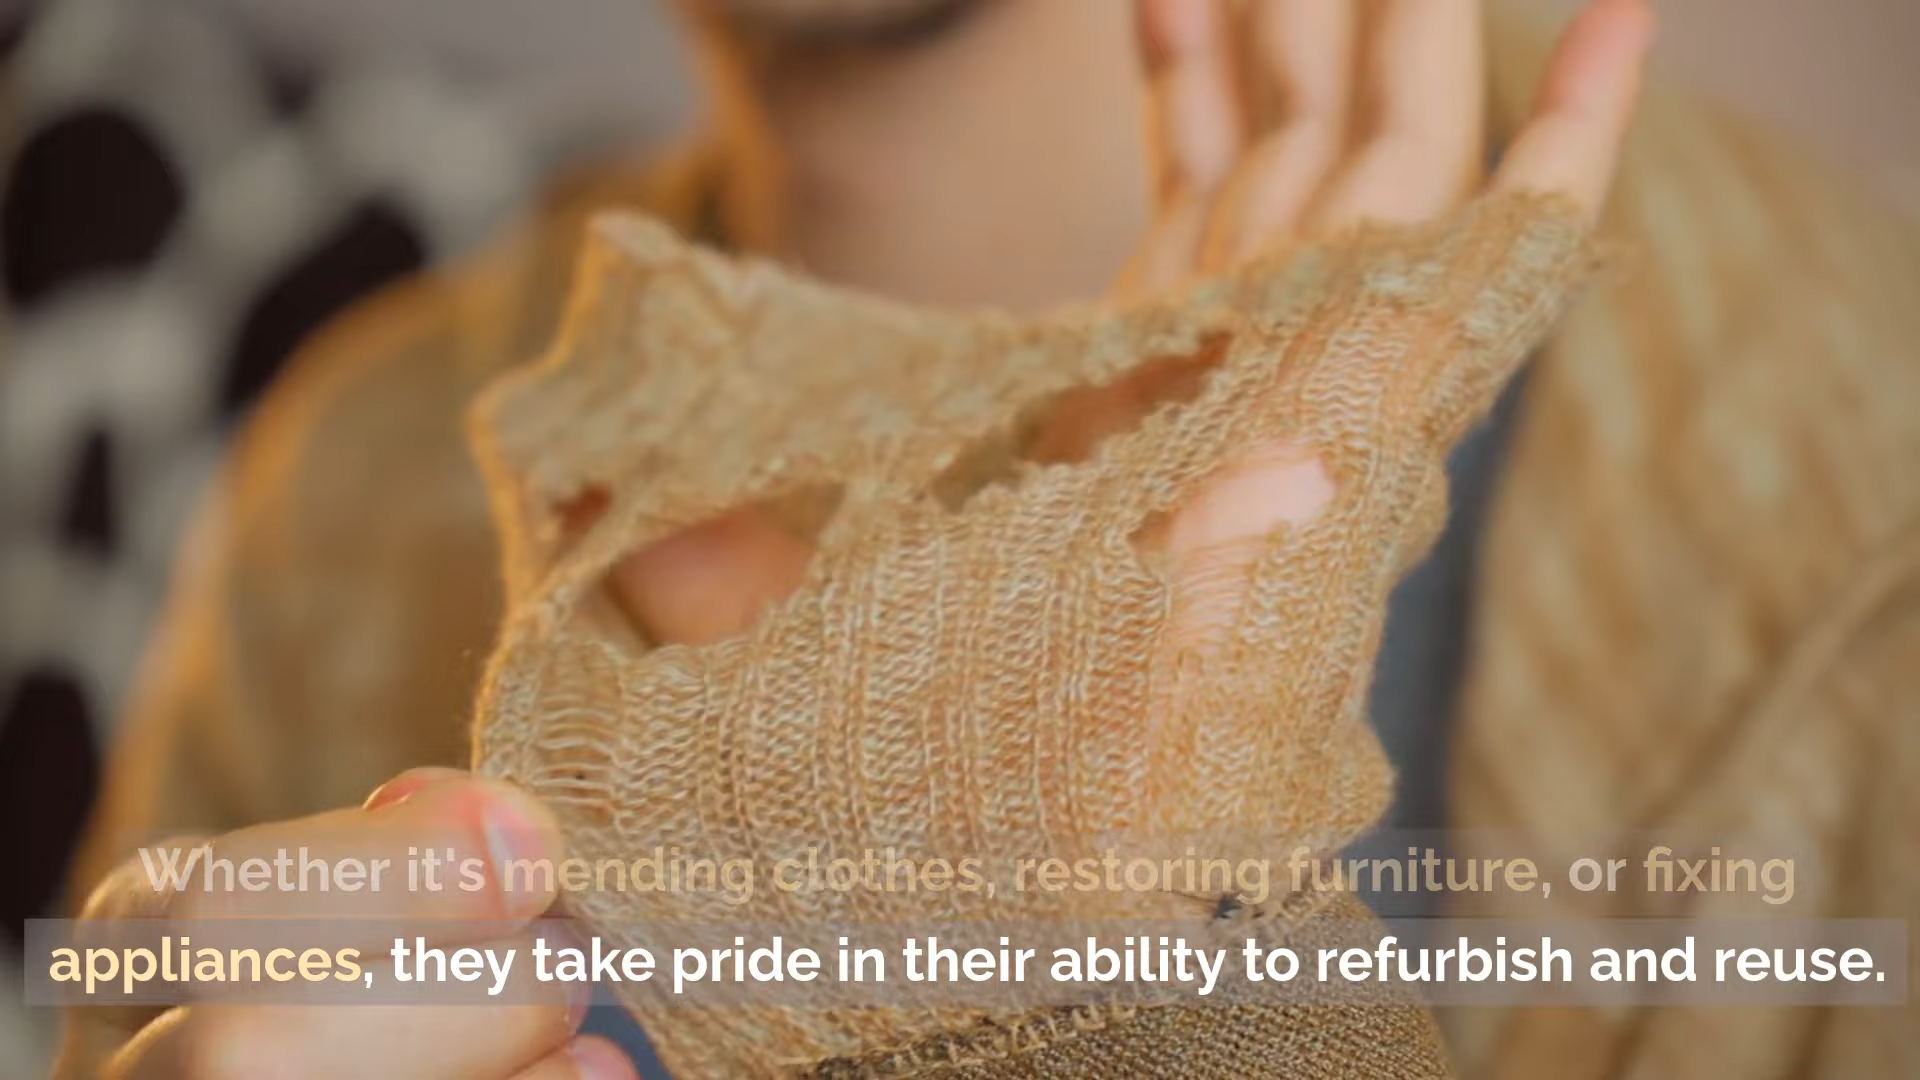 Whether it's mending clothes, restoring furniture, or fixing
appliances, they take pride in their ability to refurbish and reuse.